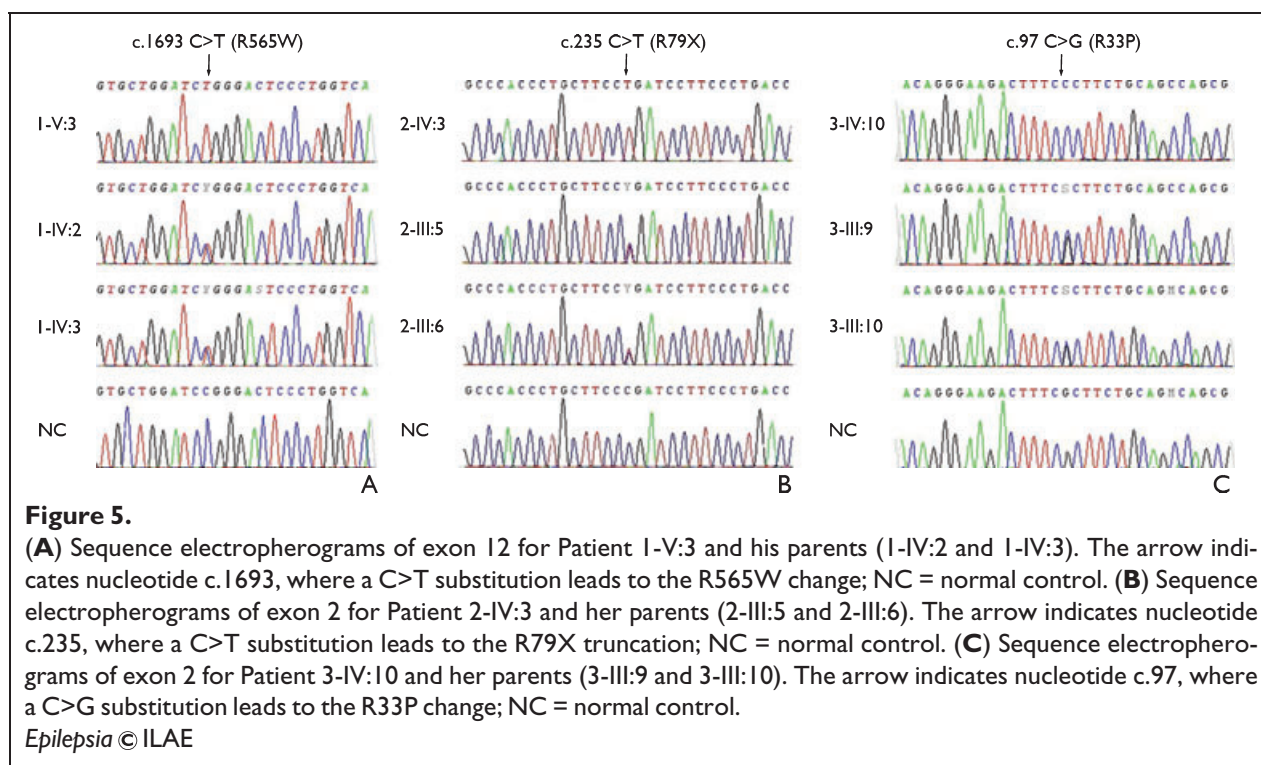 c.1693 C>T (R565W)
c.235 C>T (R79X)
c.97 C>G (R33P)
GTGCTGGATCTGGGACTCCCTGGTCA
1-V:3
GTGCTGGATCYGGGACTCCCTGGTCA
1-IV:2
GTGCTGGATCYGGGASTCCCTGGTCA
1-IV:3
GTGCTGGATCCGGGACTCCCTGGTCA
NC
A
GCCCACCCTGCTTCCTGATCCTTCCCTGACC
2-IV:3
GCCCACCCTGCTTCCYGATCCTTCCCTGACC
2-III:5
GCCCACCCTGCTTCCYGATCCTTCCCTGACC
2-III:6
GCCCACCCTGCTTCCCGATCCTTCCCTGACC
NC
B
ACAGGGAAGACTTTCCCTTCTGCAGCCAGCG
3-IV:10
ACAGGGAAGACTTTCSCTTCTGCAGCCAGCG
3-III:9
ACAGGGAAGACTTTCSCTTCTGCAGMCAGCG
3-III:10
ACAGGGAAGACTTTCGCTTCTGCAGMCAGCG
NC
C
Figure 5.
(A) Sequence electropherograms of exon 12 for Patient 1-V:3 and his parents (1-IV:2 and 1-IV:3). The arrow indi-
cates nucleotide c.1693, where a C>T substitution leads to the R565W change; NC = normal control. (B) Sequence
electropherograms of exon 2 for Patient 2-IV:3 and her parents (2-III:5 and 2-III:6). The arrow indicates nucleotide
c.235, where a C>T substitution leads to the R79X truncation; NC = normal control. (C) Sequence electrophero-
grams of exon 2 for Patient 3-IV:10 and her parents (3-III:9 and 3-III:10). The arrow indicates nucleotide c.97, where
a C>G substitution leads to the R33P change; NC = normal control.
Epilepsia © ILAE